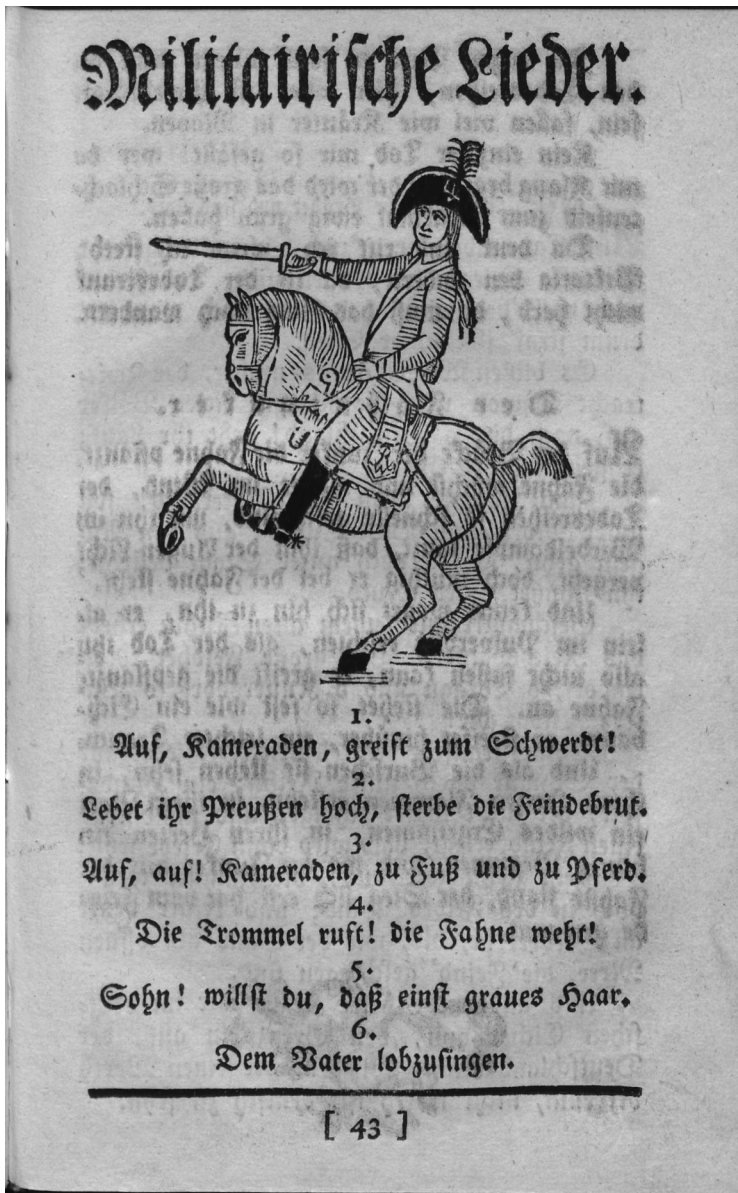 Militairische Lieder.
1.
Auf, Kameraden, greift zum Schwerdt!
2.
Lebet ihr Preußen hoch, sterbe die Feindebrut.
3.
Auf, auf! Kameraden, zu Fuß und zu Pferd.
4.
Die Trommel ruft! die Fahne weht!
5.
Sohn! willst du, daß einst graues Haar.
6.
Dem Vater lobzusingen.
[ 43 ]